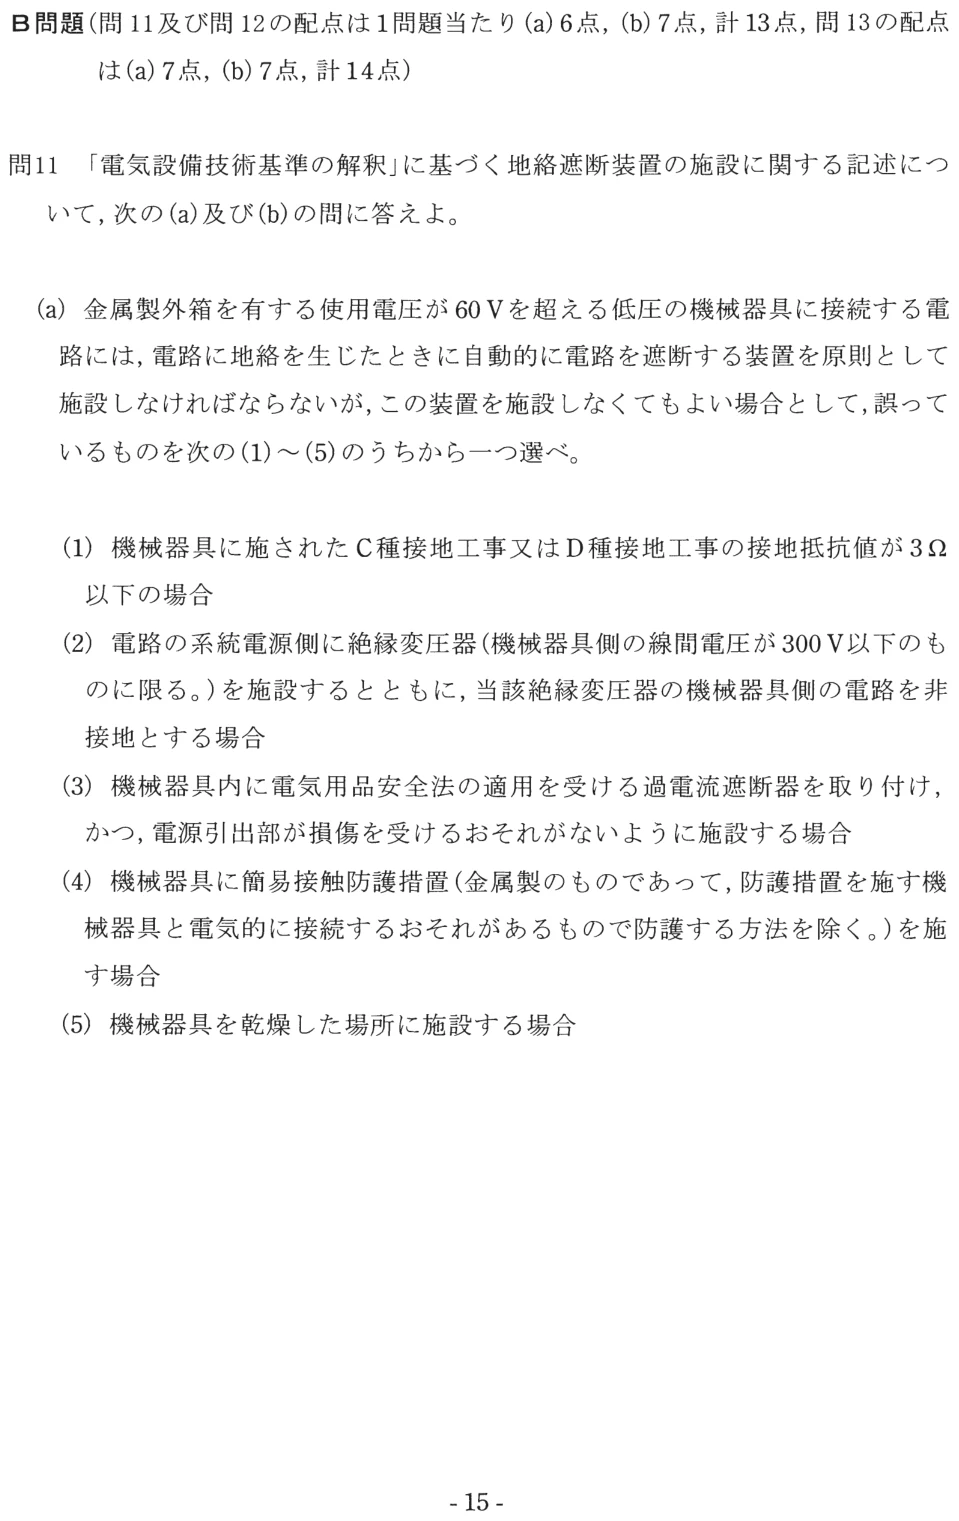 B問題(問11及び問12の配点は1問題当たり(a)6点,(b)7点,計13点,問13の配点
は(a)7点,(b)7点,計14点)
問11 「電気設備技術基準の解釈」に基づく地絡遮断装置の施設に関する記述につ
いて,次の(a)及び(b)の問に答えよ。
(a) 金属製外箱を有する使用電圧が60Vを超える低圧の機械器具に接続する電
路には,電路に地絡を生じたときに自動的に電路を遮断する装置を原則として
施設しなければならないが,この装置を施設しなくてもよい場合として,誤って
いるものを次の(1)~(5)のうちから一つ選べ。
(1) 機械器具に施されたC種接地工事又はD種接地工事の接地抵抗値が3Ω
以下の場合
(2) 電路の系統電源側に絶縁変圧器(機械器具側の線間電圧が300V以下のも
のに限る。)を施設するとともに,当該絶縁変圧器の機械器具側の電路を非
接地とする場合
(3) 機械器具内に電気用品安全法の適用を受ける過電流遮断器を取り付け,
かつ,電源引出部が損傷を受けるおそれがないように施設する場合
(4) 機械器具に簡易接触防護措置(金属製のものであって,防護措置を施す機
械器具と電気的に接続するおそれがあるもので防護する方法を除く。)を施
す場合
(5) 機械器具を乾燥した場所に施設する場合
- 15 -